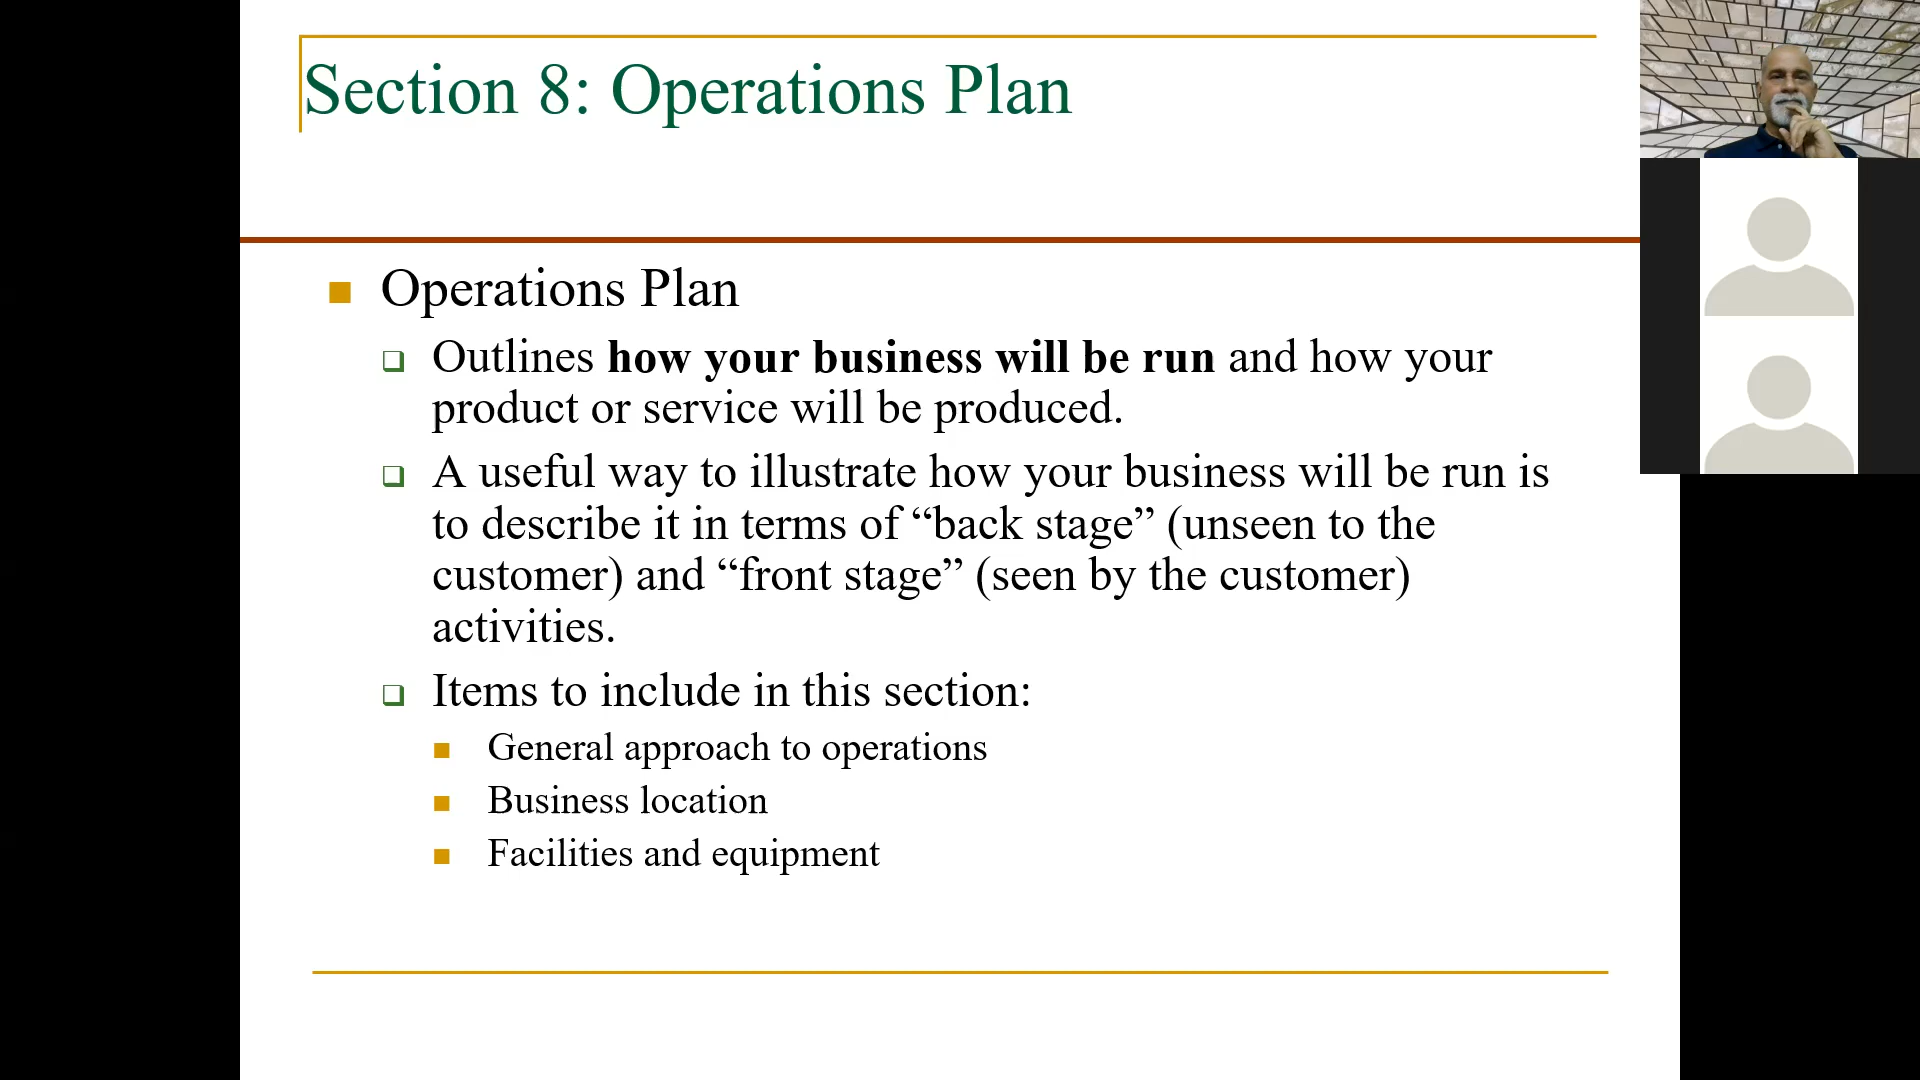 Section 8: Operations Plan
Operations Plan
Outlines how your business will be run and how your
product or service will be produced.
A useful way to illustrate how your business will be run is
to describe it in terms of “back stage” (unseen to the
customer) and “front stage” (seen by the customer)
activities.
Items to include in this section:
General approach to operations
Business location
Facilities and equipment